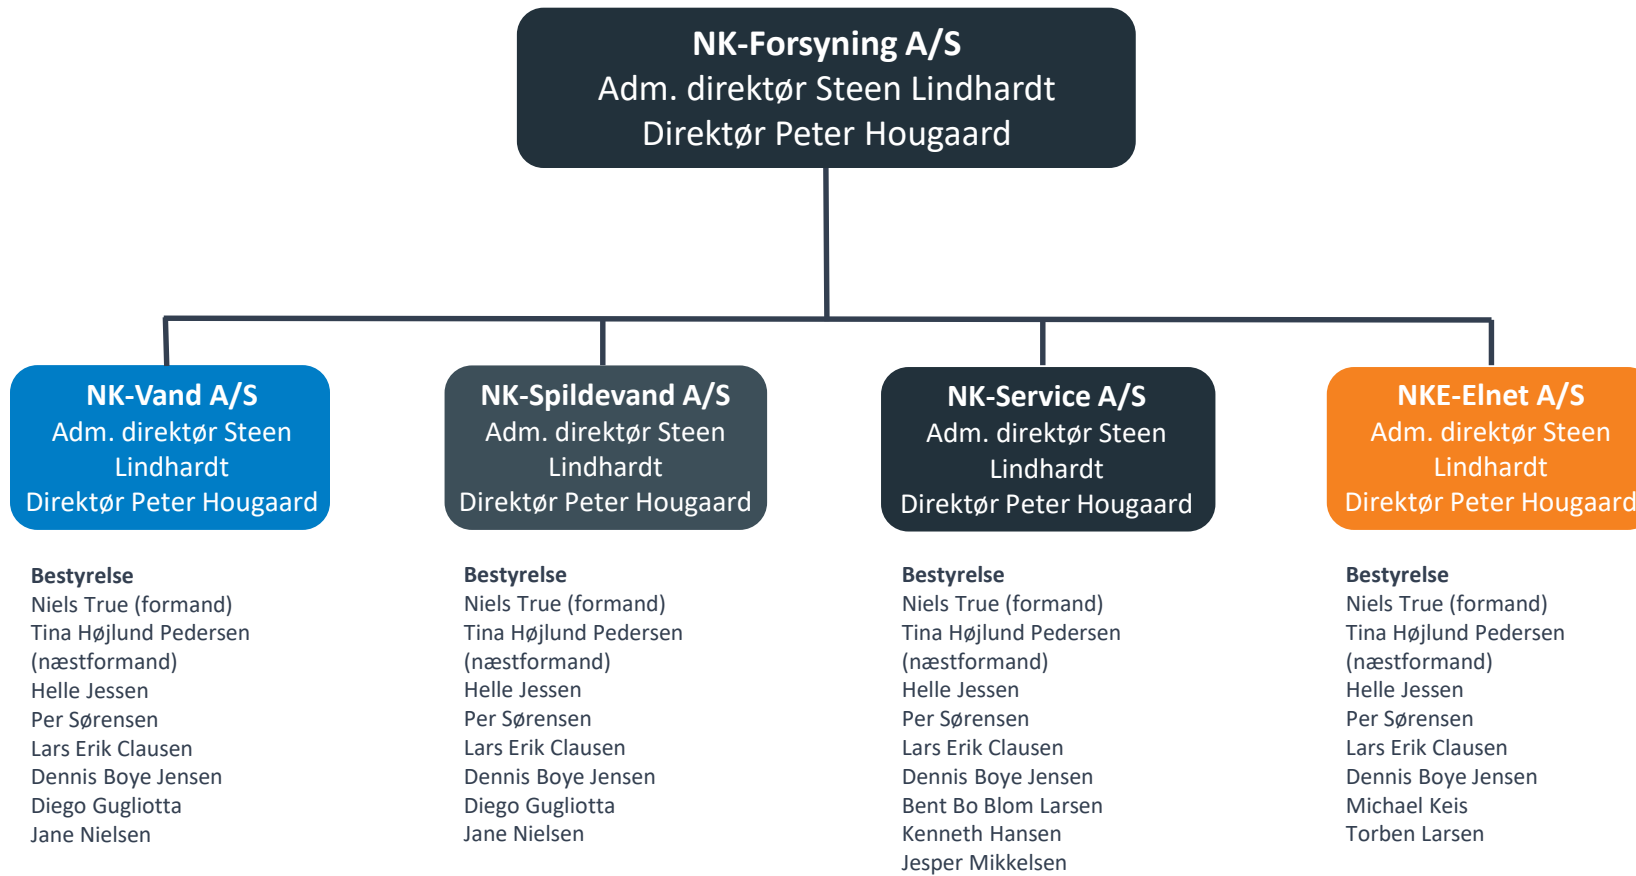 NK-Forsyning A/S
Adm. direktør Steen Lindhardt
Direktør Peter Hougaard
NK-Vand A/S
Adm. direktør Steen
Lindhardt
Direktør Peter Hougaard
NK-Spildevand A/S
Adm. direktør Steen
Lindhardt
Direktør Peter Hougaard
NK-Service A/S
Adm. direktør Steen
Lindhardt
Direktør Peter Hougaard
NKE-Elnet A/S
Adm. direktør Steen
Lindhardt
Direktør Peter Hougaard
Bestyrelse
Niels True (formand)
Tina Højlund Pedersen
(næstformand)
Helle Jessen
Per Sørensen
Lars Erik Clausen
Dennis Boye Jensen
Diego Gugliotta
Jane Nielsen
Bestyrelse
Niels True (formand)
Tina Højlund Pedersen
(næstformand)
Helle Jessen
Per Sørensen
Lars Erik Clausen
Dennis Boye Jensen
Diego Gugliotta
Jane Nielsen
Bestyrelse
Niels True (formand)
Tina Højlund Pedersen
(næstformand)
Helle Jessen
Per Sørensen
Lars Erik Clausen
Dennis Boye Jensen
Bent Bo Blom Larsen
Kenneth Hansen
Jesper Mikkelsen
Bestyrelse
Niels True (formand)
Tina Højlund Pedersen
(næstformand)
Helle Jessen
Per Sørensen
Lars Erik Clausen
Dennis Boye Jensen
Michael Keis
Torben Larsen